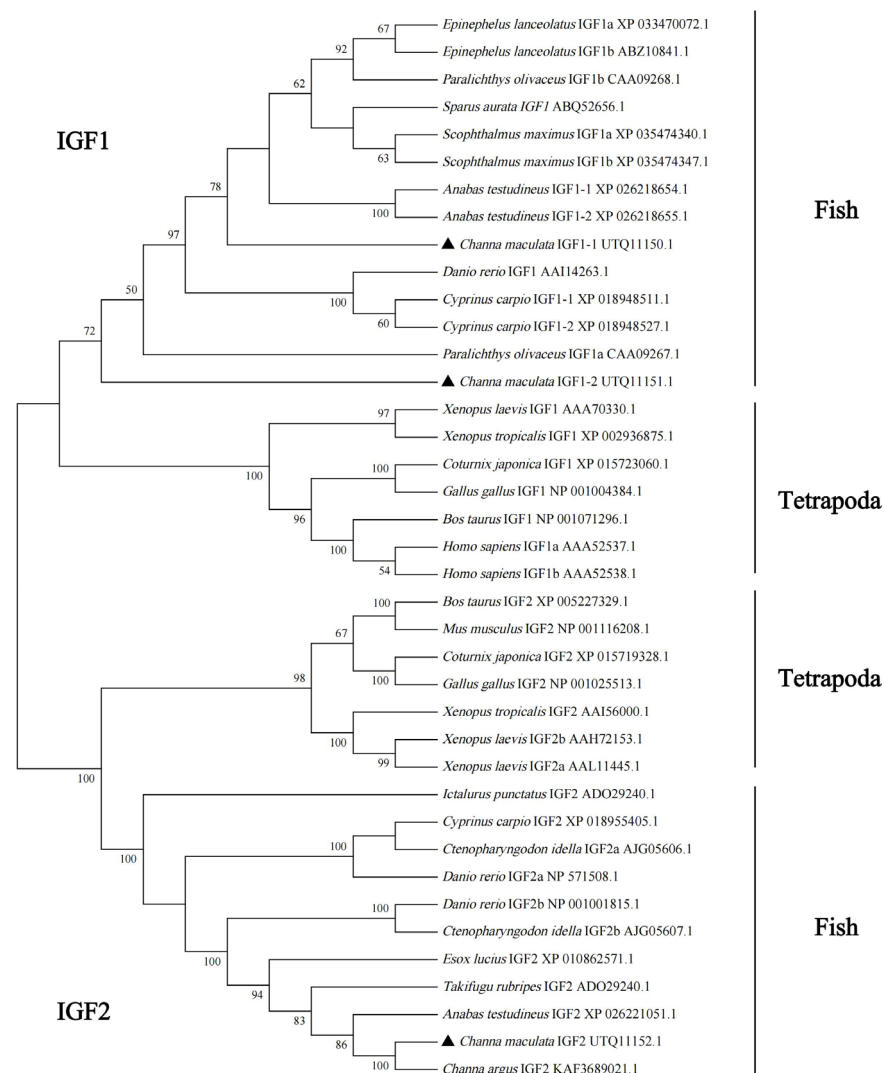 67
Epinephelus lanceolatus IGF1a XP 033470072.1
92
Epinephelus lanceolatus IGF1b ABZ10841.1
62
Paralichthys olivaceus IGF1b CAA09268.1
Sparus aurata IGF1 ABQ52656.1
IGF1
Scophthalmus maximus IGF1a XP 035474340.1
63
Scophthalmus maximus IGF1b XP 035474347.1
78
Anabas testudineus IGF1-1 XP 026218654.1
100
Anabas testudineus IGF1-2 XP 026218655.1
Fish
97
▲ Channa maculata IGF1-1 UTQ11150.1
Danio rerio IGF1 AAI14263.1
50
100
Cyprinus carpio IGF1-1 XP 018948511.1
60
Cyprinus carpio IGF1-2 XP 018948527.1
72
Paralichthys olivaceus IGF1a CAA09267.1
▲ Channa maculata IGF1-2 UTQ11151.1
97
Xenopus laevis IGF1 AAA70330.1
Xenopus tropicalis IGF1 XP 002936875.1
100
100
Coturnix japonica IGF1 XP 015723060.1
Gallus gallus IGF1 NP 001004384.1
Tetrapoda
96
Bos taurus IGF1 NP 001071296.1
100
Homo sapiens IGF1a AAA52537.1
54
Homo sapiens IGF1b AAA52538.1
100
Bos taurus IGF2 XP 005227329.1
67
Mus musculus IGF2 NP 001116208.1
Coturnix japonica IGF2 XP 015719328.1
98
100
Gallus gallus IGF2 NP 001025513.1
Tetrapoda
Xenopus tropicalis IGF2 AAI56000.1
100
Xenopus laevis IGF2b AAH72153.1
99
Xenopus laevis IGF2a AAL11445.1
100
Ictalurus punctatus IGF2 ADO29240.1
Cyprinus carpio IGF2 XP 018955405.1
100
100
Ctenopharyngodon idella IGF2a AJG05606.1
Danio rerio IGF2a NP 571508.1
100
Danio rerio IGF2b NP 001001815.1
Ctenopharyngodon idella IGF2b AJG05607.1
Fish
100
Esox lucius IGF2 XP 010862571.1
94
Takifugu rubripes IGF2 ADO29240.1
IGF2
83
Anabas testudineus IGF2 XP 026221051.1
86
▲ Channa maculata IGF2 UTQ11152.1
100
Channa argus IGF2 KAF3689021.1